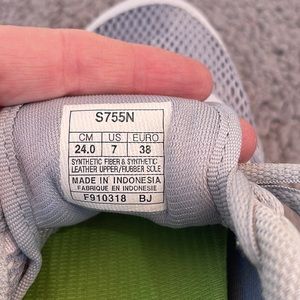 S755N
CM US EURO
24.0 7 38
SYNTHETIC FIBER & SYNTHETIC
LEATHER UPPER/RUBBER SOLE
MADE IN INDONESIA
FABRIQUE EN INDONESIE
F910318 BJ